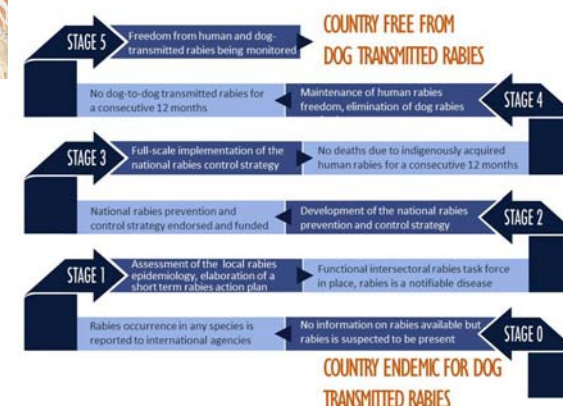 STAGE 5
Freedom from human and dog-
transmitted rabies being monitored
COUNTRY FREE FROM
DOG TRANSMITTED RABIES
No dog-to-dog transmitted rabies for
a consecutive 12 months
Maintenance of human rabies
freedom, elimination of dog rabies
STAGE 4
STAGE 3
Full-scale implementation of the
national rabies control strategy
No deaths due to indigenously acquired
human rabies for a consecutive 12 months
National rabies prevention and
control strategy endorsed and funded
Development of the national rabies
prevention and control strategy
STAGE 2
STAGE 1
Assessment of the local rabies
epidemiology, elaboration of a
short term rabies action plan
Functional intersectoral rabies task force
in place, rabies is a notifiable disease
Rabies occurrence in any species is
reported to international agencies
No information on rabies available but
rabies is suspected to be present
STAGE 0
COUNTRY ENDEMIC FOR DOG
TRANSMITTED RABIES